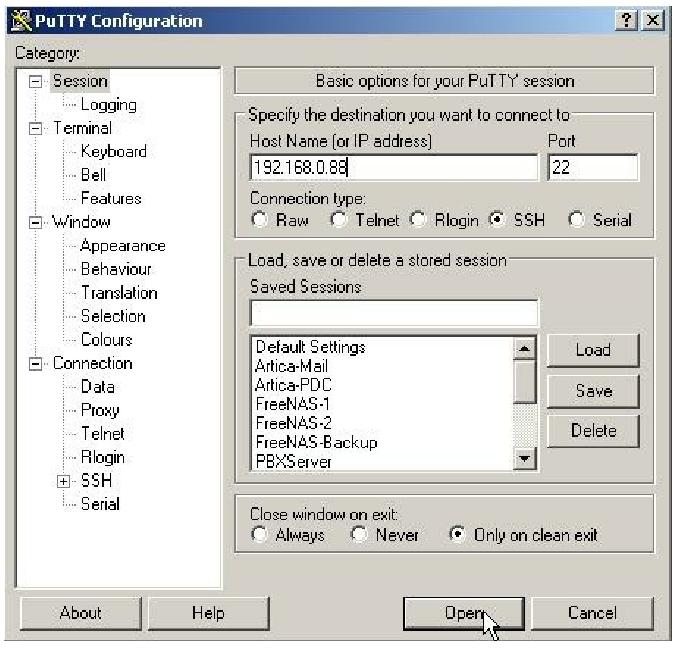 PuTTY Configuration
Category:
Session
Logging
Terminal
Keyboard
Bell
Features
Window
Appearance
Behaviour
Translation
Selection
Colours
Connection
Data
Proxy
Telnet
Rlogin
SSH
Serial
Basic options for your PuTTY session
Specify the destination you want to connect to
Host Name (or IP address) Port
192.168.0.88 22
Connection type:
Raw Telnet Rlogin SSH Serial
Load, save or delete a stored session
Saved Sessions
Default Settings
Artica-Mail
Artica-PDC
FreeNAS-1
FreeNAS-2
FreeNAS-Backup
PBXServer
Load
Save
Delete
Close window on exit:
Always Never Only on clean exit
About Help Open Cancel